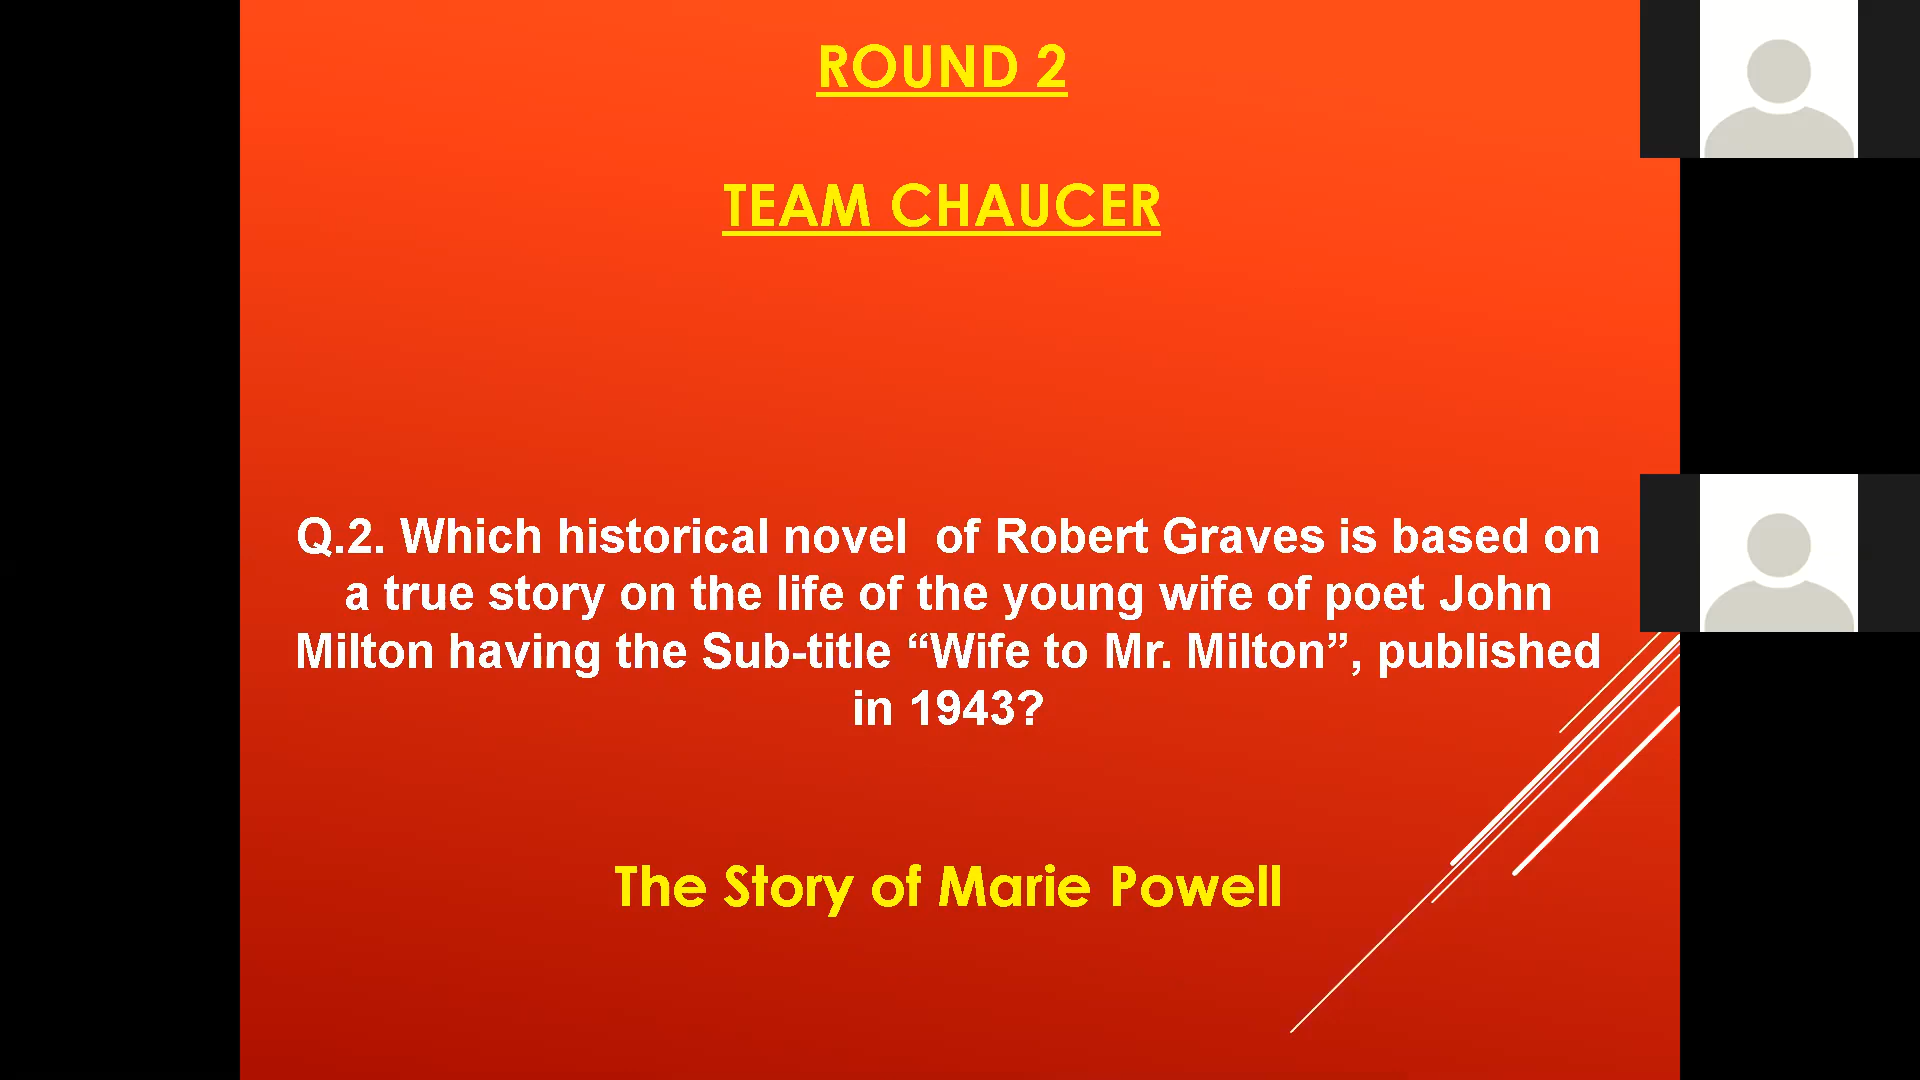 ROUND 2
TEAM CHAUCER
Q.2. Which historical novel  of Robert Graves is based on
a true story on the life of the young wife of poet John
Milton having the Sub-title “Wife to Mr. Milton”, published
in 1943?
The Story of Marie Powell